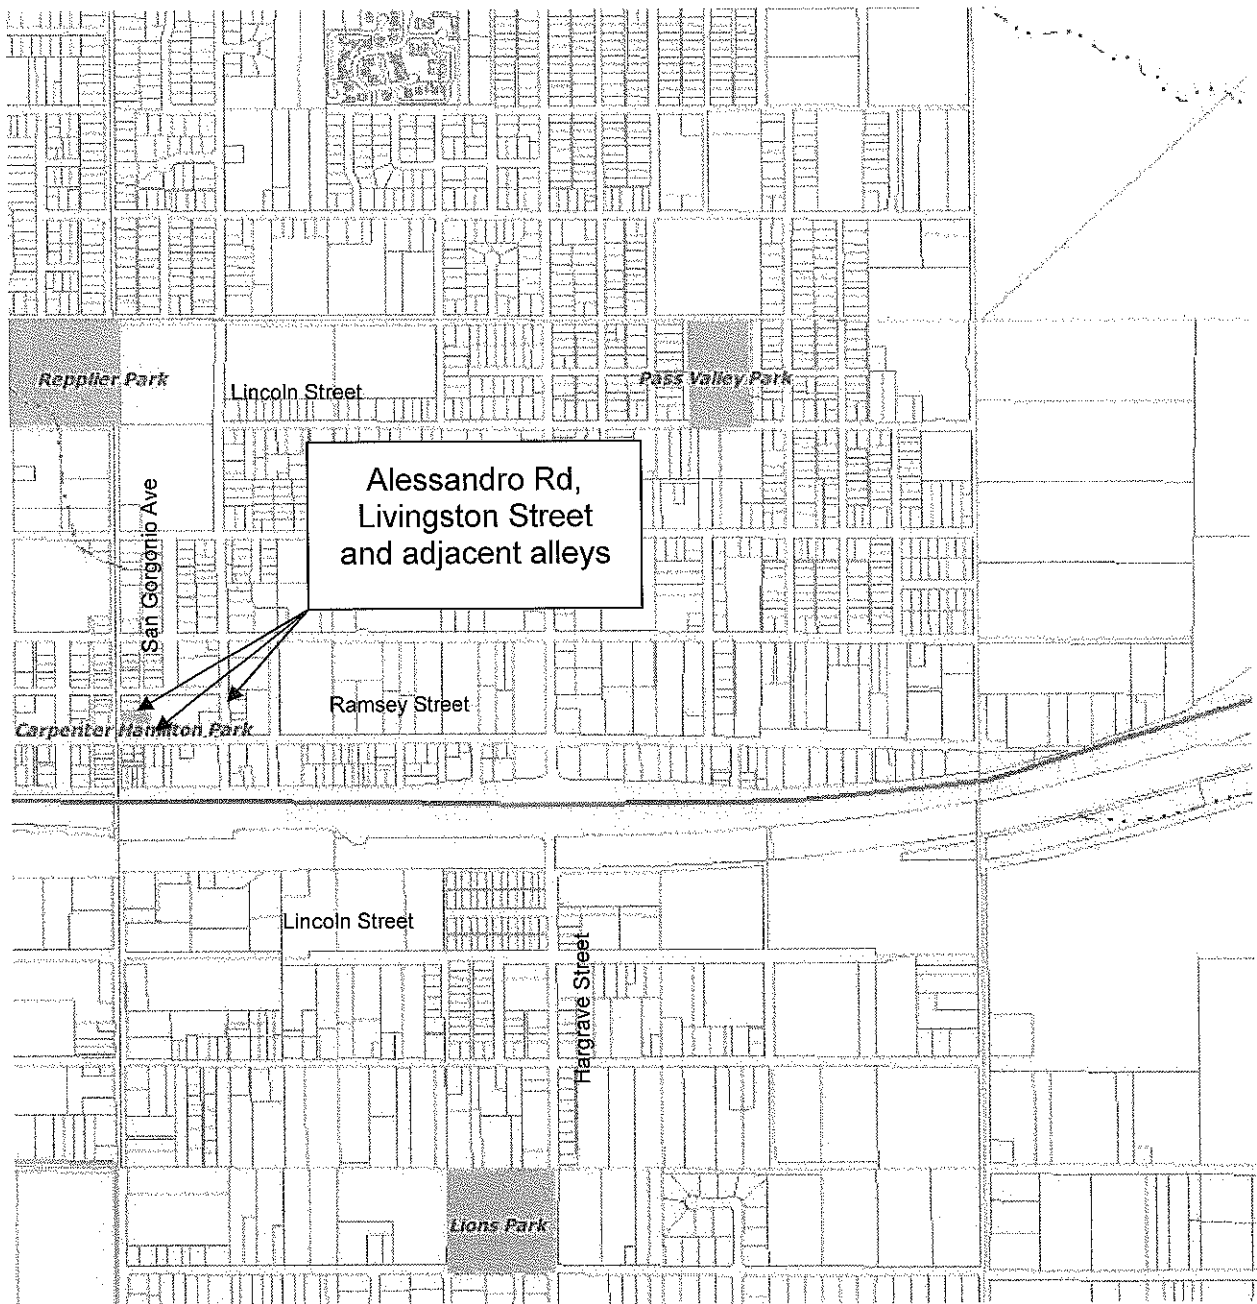 Repplier Park
Pass Valley Park
Lincoln Street
Alessandro Rd,
Livingston Street
and adjacent alleys
San Gorgonio Ave
Ramsey Street
Carpenter Hamilton Park
Lincoln Street
Hargrave Street
Lions Park